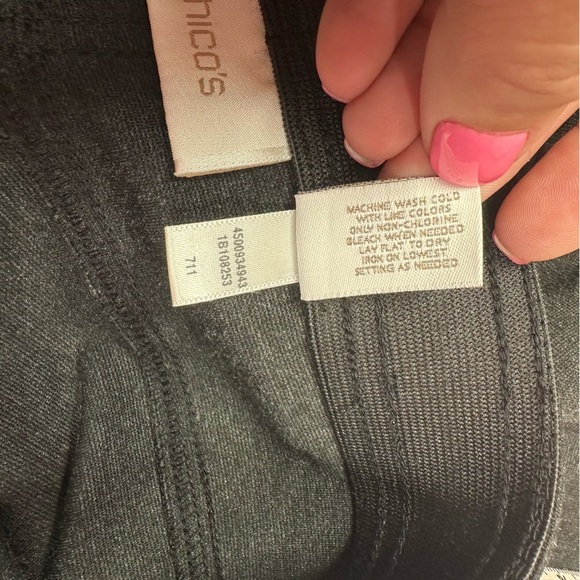 hico's
MACHINE WASH COLD
WITH LIKE COLORS
ONLY NON-CHLORINE
BLEACH WHEN NEEDED
LAY FLAT TO DRY
IRON ON LOWEST
SETTING AS NEEDED
4500934943
1B108253
711